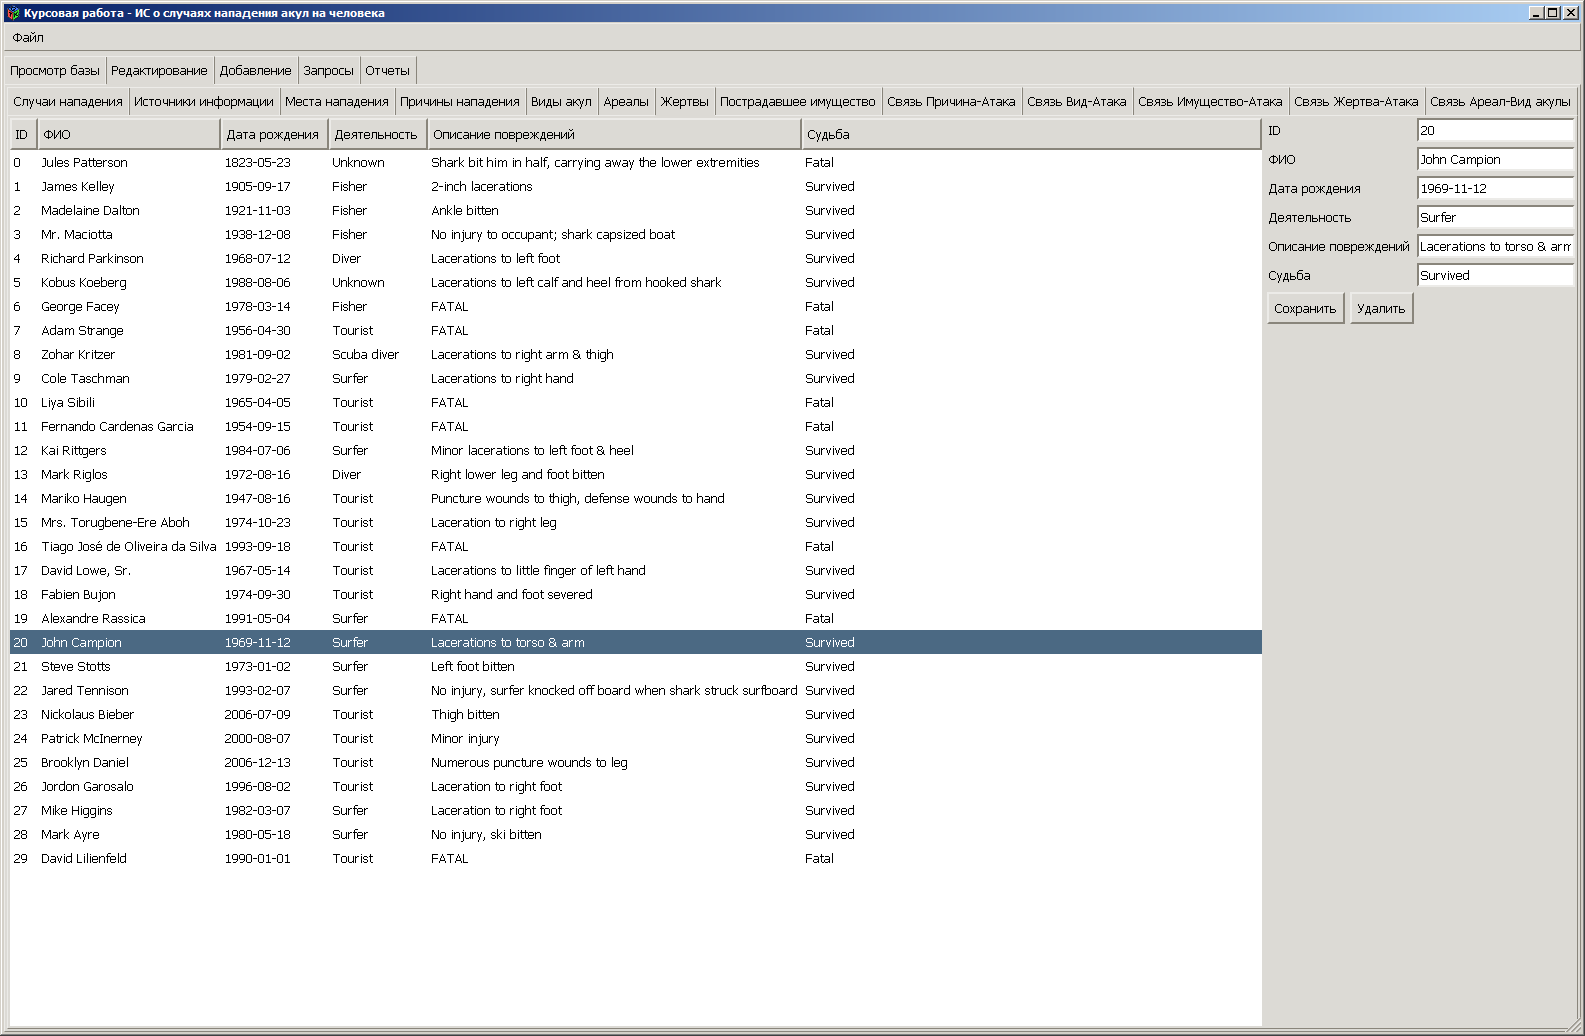 Курсовая работа - ИС о случаях нападения акул на человека
Файл
Просмотр базы Редактирование Добавление Запросы Отчеты
Случаи нападения Источники информации Места нападения Причины нападения Виды акул Ареалы Жертвы Пострадавшее имущество Связь Причина-Атака Связь Вид-Атака Связь Имущество-Атака Связь Жертва-Атака Связь Ареал-Вид акулы
ID ФИО Дата рождения Деятельность Описание повреждений Судьба
0 Jules Patterson 1823-05-23 Unknown Shark bit him in half, carrying away the lower extremities Fatal
1 James Kelley 1905-09-17 Fisher 2-inch lacerations Survived
2 Madelaine Dalton 1921-11-03 Fisher Ankle bitten Survived
3 Mr. Maciotta 1938-12-08 Fisher No injury to occupant; shark capsized boat Survived
4 Richard Parkinson 1968-07-12 Diver Lacerations to left foot Survived
5 Kobus Koeberg 1988-08-06 Unknown Lacerations to left calf and heel from hooked shark Survived
6 George Facey 1978-03-14 Fisher FATAL Fatal
7 Adam Strange 1956-04-30 Tourist FATAL Fatal
8 Zohar Kritzer 1981-09-02 Scuba diver Lacerations to right arm & thigh Survived
9 Cole Taschman 1979-02-27 Surfer Lacerations to right hand Survived
10 Liya Sibili 1965-04-05 Tourist FATAL Fatal
11 Fernando Cardenas Garcia 1954-09-15 Tourist FATAL Fatal
12 Kai Rittgers 1984-07-06 Surfer Minor lacerations to left foot & heel Survived
13 Mark Riglos 1972-08-16 Diver Right lower leg and foot bitten Survived
14 Mariko Haugen 1947-08-16 Tourist Puncture wounds to thigh, defense wounds to hand Survived
15 Mrs. Torugbene-Ere Aboh 1974-10-23 Tourist Laceration to right leg Survived
16 Tiago José de Oliveira da Silva 1993-09-18 Tourist FATAL Fatal
17 David Lowe, Sr. 1967-05-14 Tourist Lacerations to little finger of left hand Survived
18 Fabien Bujon 1974-09-30 Tourist Right hand and foot severed Survived
19 Alexandre Rassica 1991-05-04 Surfer FATAL Fatal
20 John Campion 1969-11-12 Surfer Lacerations to torso & arm Survived
21 Steve Stotts 1973-01-02 Surfer Left foot bitten Survived
22 Jared Tennison 1993-02-07 Surfer No injury, surfer knocked off board when shark struck surfboard Survived
23 Nickolaus Bieber 2006-07-09 Tourist Thigh bitten Survived
24 Patrick McInerney 2000-08-07 Tourist Minor injury Survived
25 Brooklyn Daniel 2006-12-13 Tourist Numerous puncture wounds to leg Survived
26 Jordon Garosalo 1996-08-02 Tourist Laceration to right foot Survived
27 Mike Higgins 1982-03-07 Surfer Laceration to right foot Survived
28 Mark Ayre 1980-05-18 Surfer No injury, ski bitten Survived
29 David Lilienfeld 1990-01-01 Tourist FATAL Fatal
ID 20
ФИО John Campion
Дата рождения 1969-11-12
Деятельность Surfer
Описание повреждений Lacerations to torso & arm
Судьба Survived
Сохранить Удалить